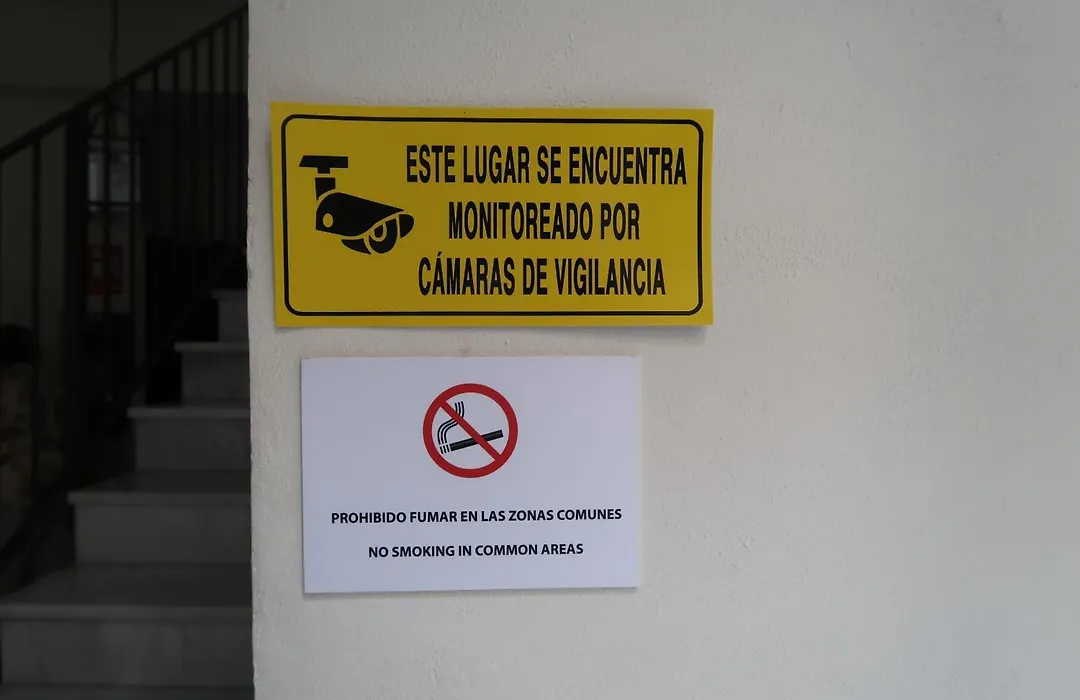 ESTE LUGAR SE ENCUENTRA
MONITOREADO POR
CÁMARAS DE VIGILANCIA
PROHIBIDO FUMAR EN LAS ZONAS COMUNES
NO SMOKING IN COMMON AREAS